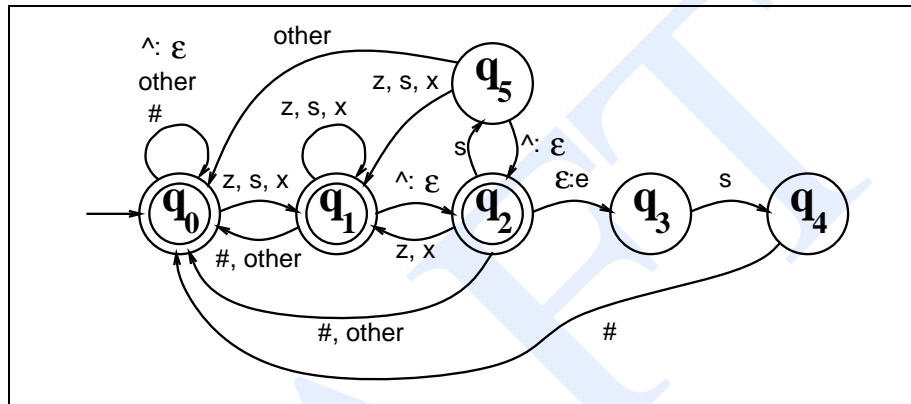 ^: ε
other
#
other
z, s, x
z, s, x
q5
s
^: ε
q0
z, s, x
q1
^: ε
q2
ε:e
q3
s
q4
#, other
z, x
#, other
#